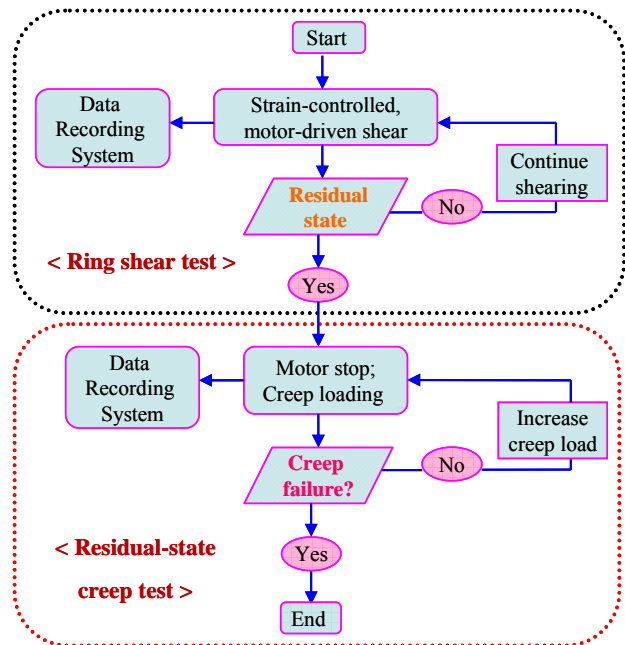 Start
Data
Recording
System
Strain-controlled,
motor-driven shear
Continue
shearing
Residual
state
No
< Ring shear test >
Yes
Data
Recording
System
Motor stop;
Creep loading
Increase
creep load
Creep
failure?
No
< Residual-state
creep test >
Yes
End